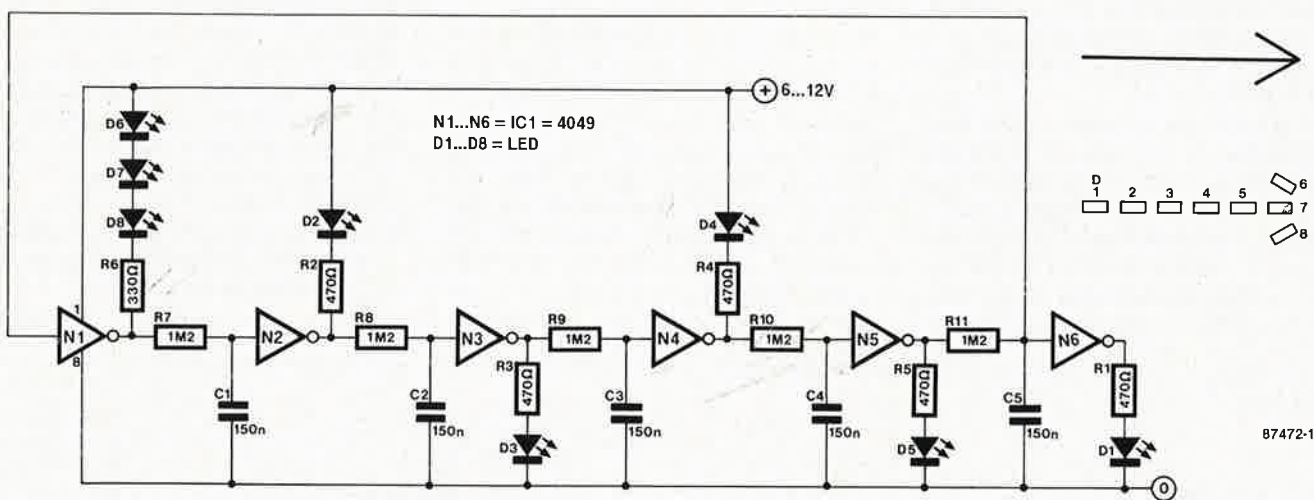 6...12V
N1...N6 = IC1 = 4049
D1...D8 = LED
D6
D7
D8
D2
D4
R6
330Ω
R2
470Ω
R4
470Ω
1
N1
8
R7
1M2
N2
R8
1M2
N3
R9
1M2
N4
R10
1M2
N5
R11
1M2
N6
R3
470Ω
R5
470Ω
R1
470Ω
C1
150n
C2
150n
D3
C3
150n
C4
150n
D5
C5
150n
D1
0
D
1
2
3
4
5
6
7
8
87472-1